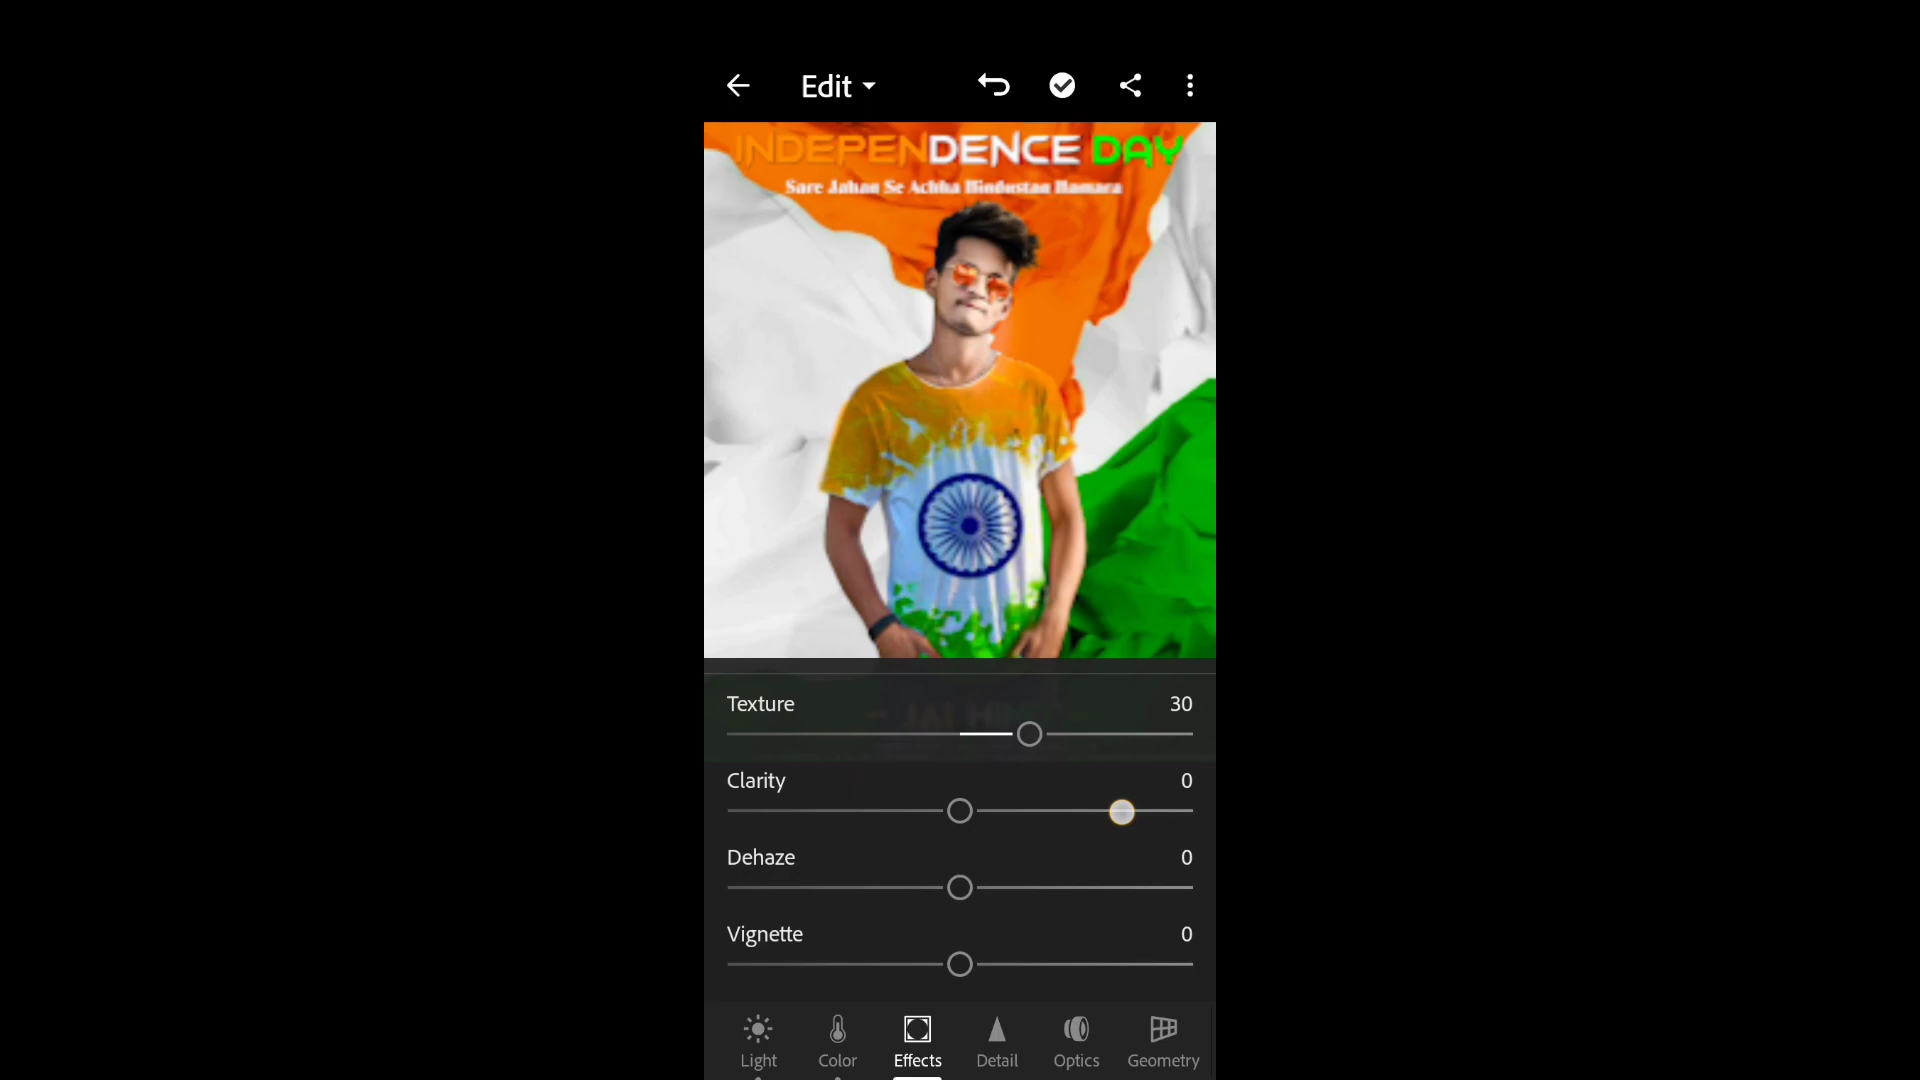 Edit
INDEPENDENCE DAY
Sare Jahan Se Achha Hindustan Hamara
Texture 30
Clarity 0
Dehaze 0
Vignette 0
Light Color Effects Detail Optics Geometry